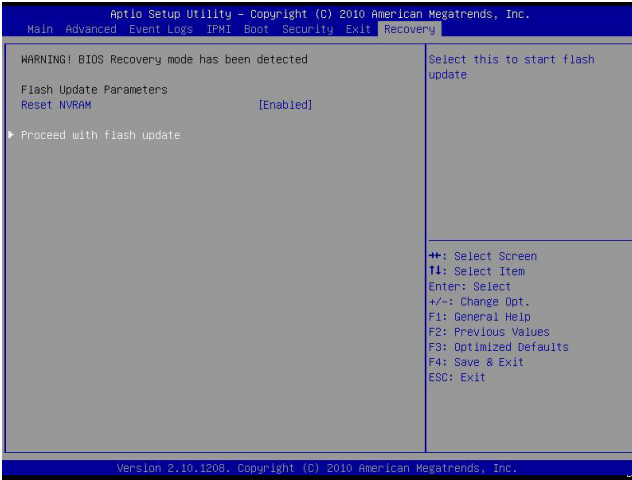 Aptio Setup Utility – Copyright (C) 2010 American Megatrends, Inc.
Main Advanced Event Logs IPMI Boot Security Exit Recovery
WARNING! BIOS Recovery mode has been detected
Flash Update Parameters
Reset NVRAM [Enabled]
Proceed with flash update
Select this to start flash
update
→←: Select Screen
↑↓: Select Item
Enter: Select
+/-: Change Opt.
F1: General Help
F2: Previous Values
F3: Optimized Defaults
F4: Save & Exit
ESC: Exit
Version 2.10.1208. Copyright (C) 2010 American Megatrends, Inc.